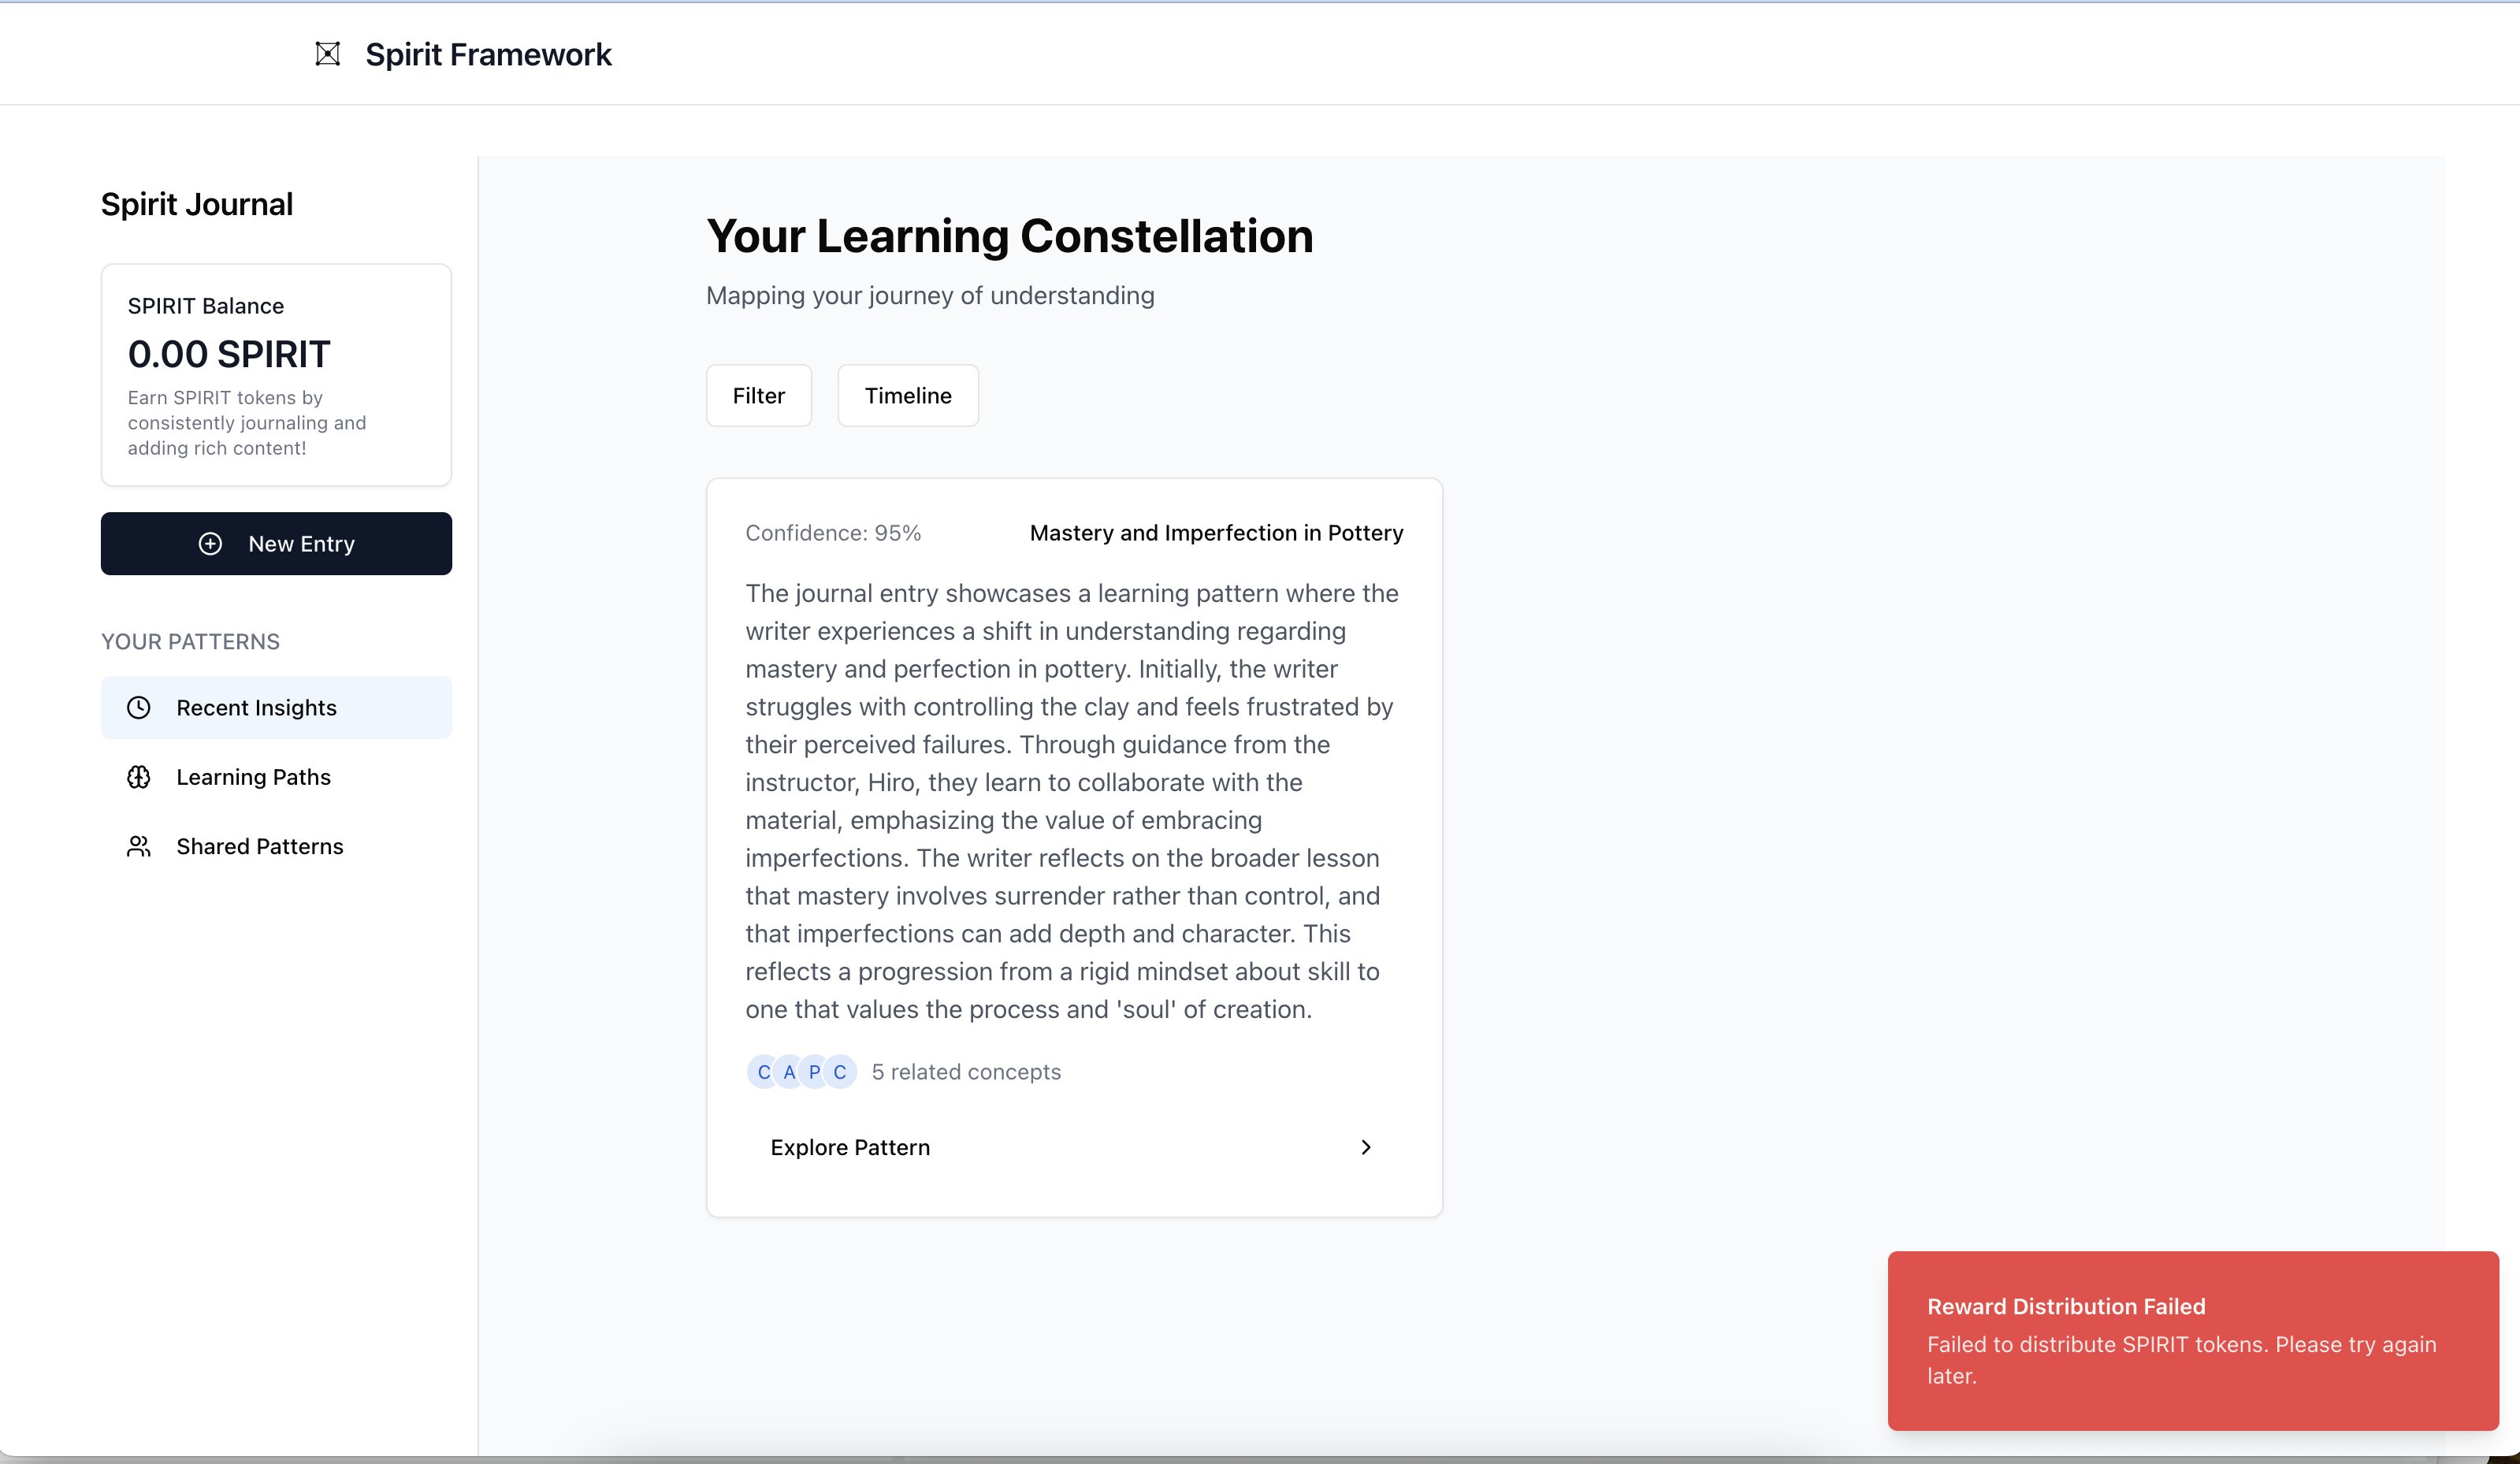 Spirit Framework
Spirit Journal
SPIRIT Balance
0.00 SPIRIT
Earn SPIRIT tokens by
consistently journaling and
adding rich content!
New Entry
YOUR PATTERNS
Recent Insights
Learning Paths
Shared Patterns
Your Learning Constellation
Mapping your journey of understanding
Filter
Timeline
Confidence: 95%
Mastery and Imperfection in Pottery
The journal entry showcases a learning pattern where the
writer experiences a shift in understanding regarding
mastery and perfection in pottery. Initially, the writer
struggles with controlling the clay and feels frustrated by
their perceived failures. Through guidance from the
instructor, Hiro, they learn to collaborate with the
material, emphasizing the value of embracing
imperfections. The writer reflects on the broader lesson
that mastery involves surrender rather than control, and
that imperfections can add depth and character. This
reflects a progression from a rigid mindset about skill to
one that values the process and 'soul' of creation.
C A P C 5 related concepts
Explore Pattern
Reward Distribution Failed
Failed to distribute SPIRIT tokens. Please try again
later.